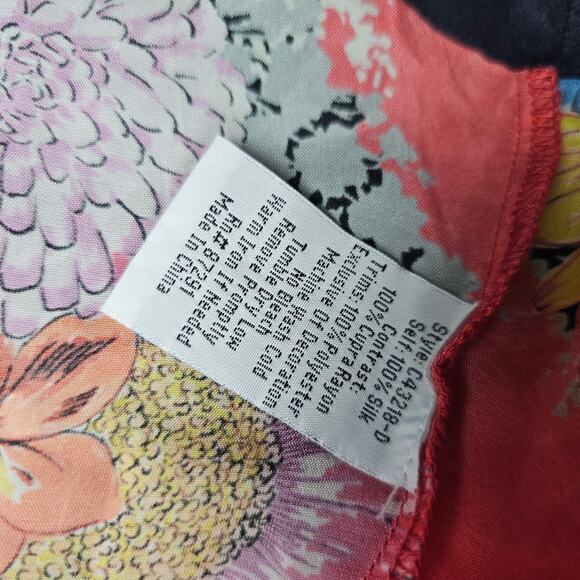 SS
Style: C43218-D
Self: 100% Silk
Contrast:
100% Cupra Rayon
Trims: 100% Polyester
Exclusive Of Decoration
Machine Wash Cold
No Bleach
Tumble Dry Low
Remove Promptly
Warm Iron If Needed
Rn# 87291
Made In China